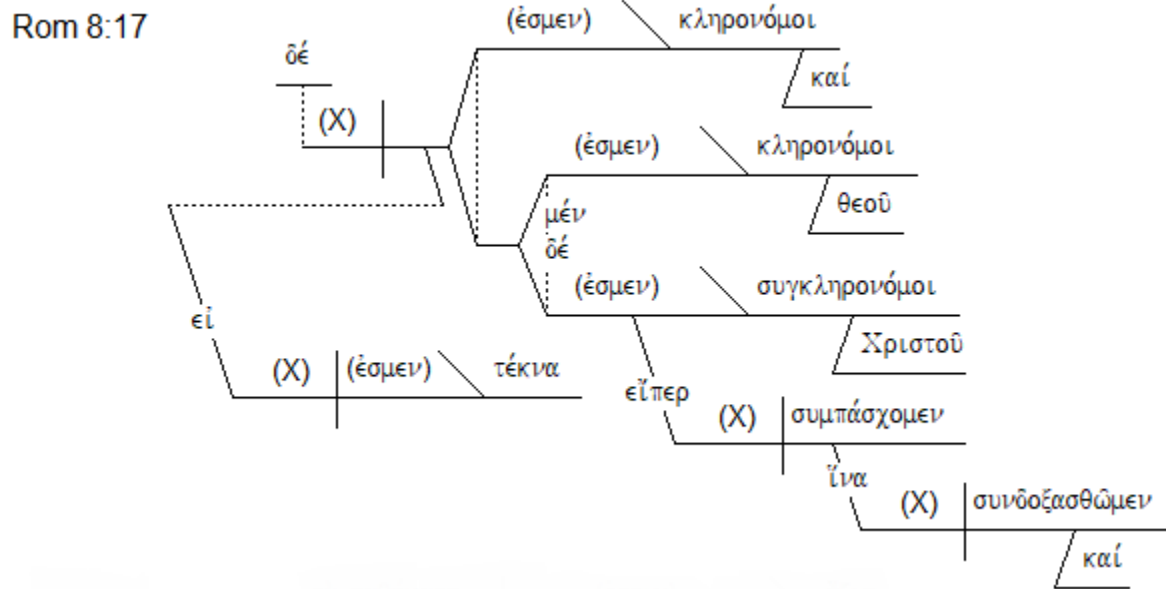 Rom 8:17
(ἐσμεν) κληρονόμοι
δέ
καί
(X)
(ἐσμεν) κληρονόμοι
μέν
θεοῦ
δέ
(ἐσμεν) συγκληρονόμοι
εἰ
Χριστοῦ
(X) (ἐσμεν) τέκνα
εἴπερ
(X) συμπάσχομεν
ἵνα
(X) συνδοξασθῶμεν
καί